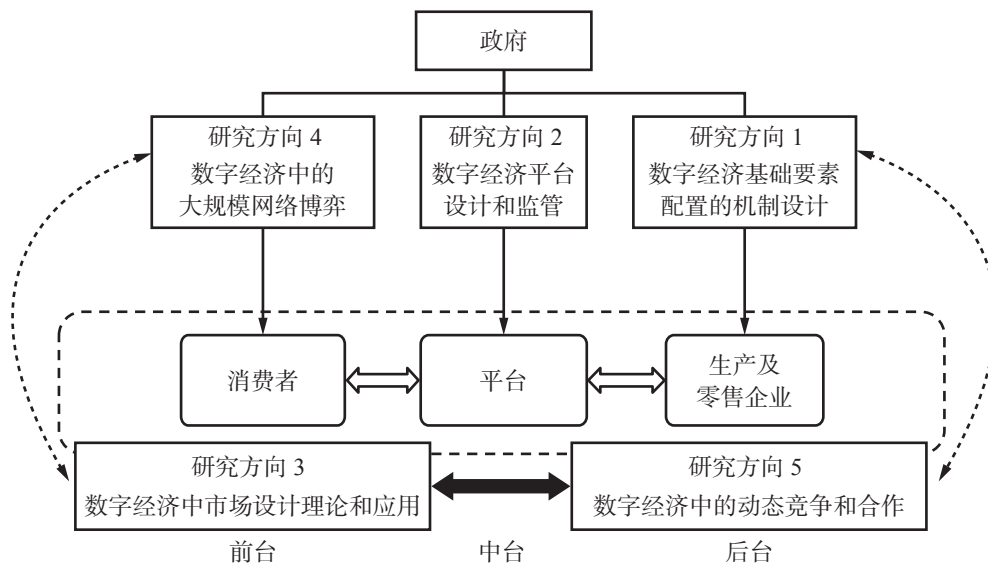 政府
研究方向 4
数字经济中的
大规模网络博弈
研究方向 2
数字经济平台
设计和监管
研究方向 1
数字经济基础要素
配置的机制设计
消费者
平台
生产及
零售企业
研究方向 3
数字经济中市场设计理论和应用
研究方向 5
数字经济中的动态竞争和合作
前台
中台
后台